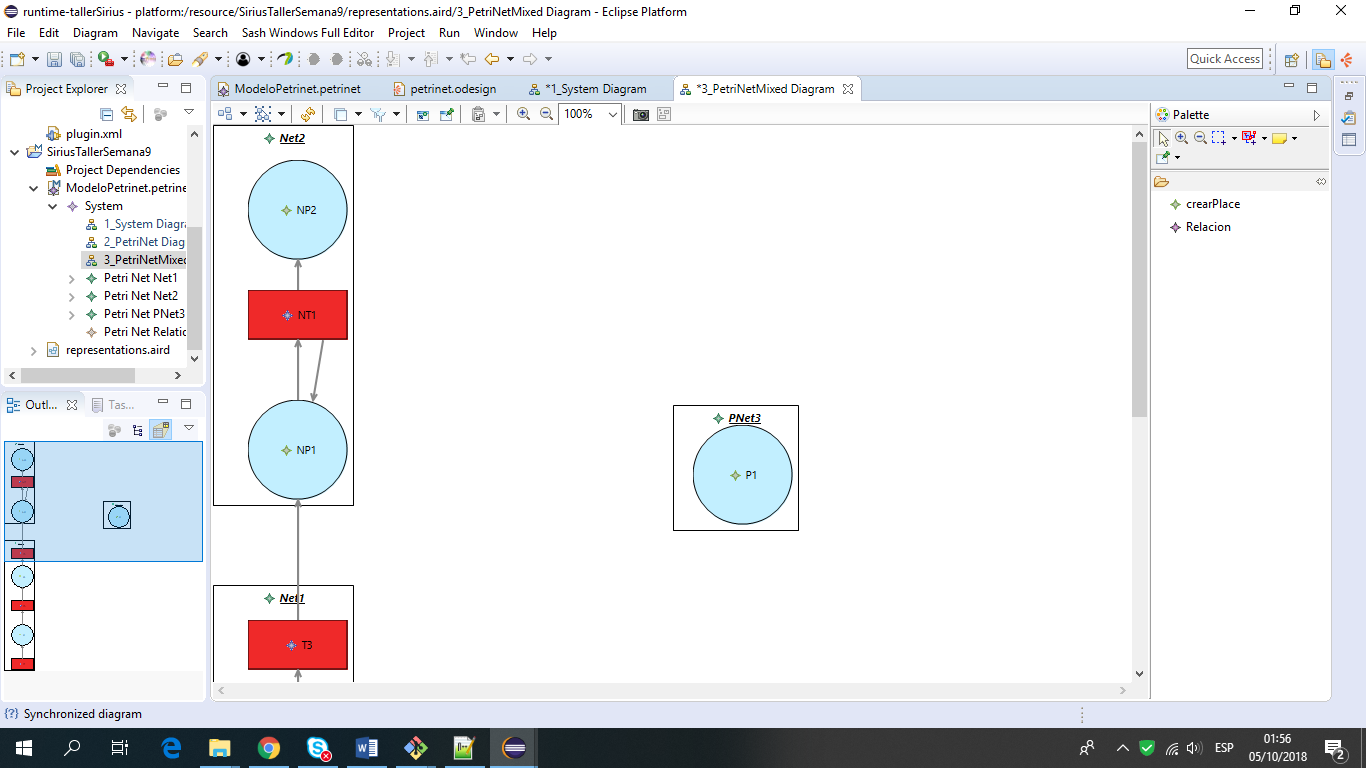 runtime-tallerSirius - platform:/resource/SiriusTallerSemana9/representations.aird/3_PetriNetMixed Diagram - Eclipse Platform
File Edit Diagram Navigate Search Sash Windows Full Editor Project Run Window Help
Quick Access
Project Explorer
plugin.xml
SiriusTallerSemana9
Project Dependencies
ModeloPetrinet.petrine
System
1_System Diagra
2_PetriNet Diag
3_PetriNetMixed
Petri Net Net1
Petri Net Net2
Petri Net PNet3
Petri Net Relatic
representations.aird
Outl... Tas...
ModeloPetrinet.petrinet petrinet.odesign *1_System Diagram *3_PetriNetMixed Diagram
100%
Net2
NP2
NT1
NP1
Net1
T3
PNet3
P1
Palette
crearPlace
Relacion
Synchronized diagram
ESP
01:56
05/10/2018
2